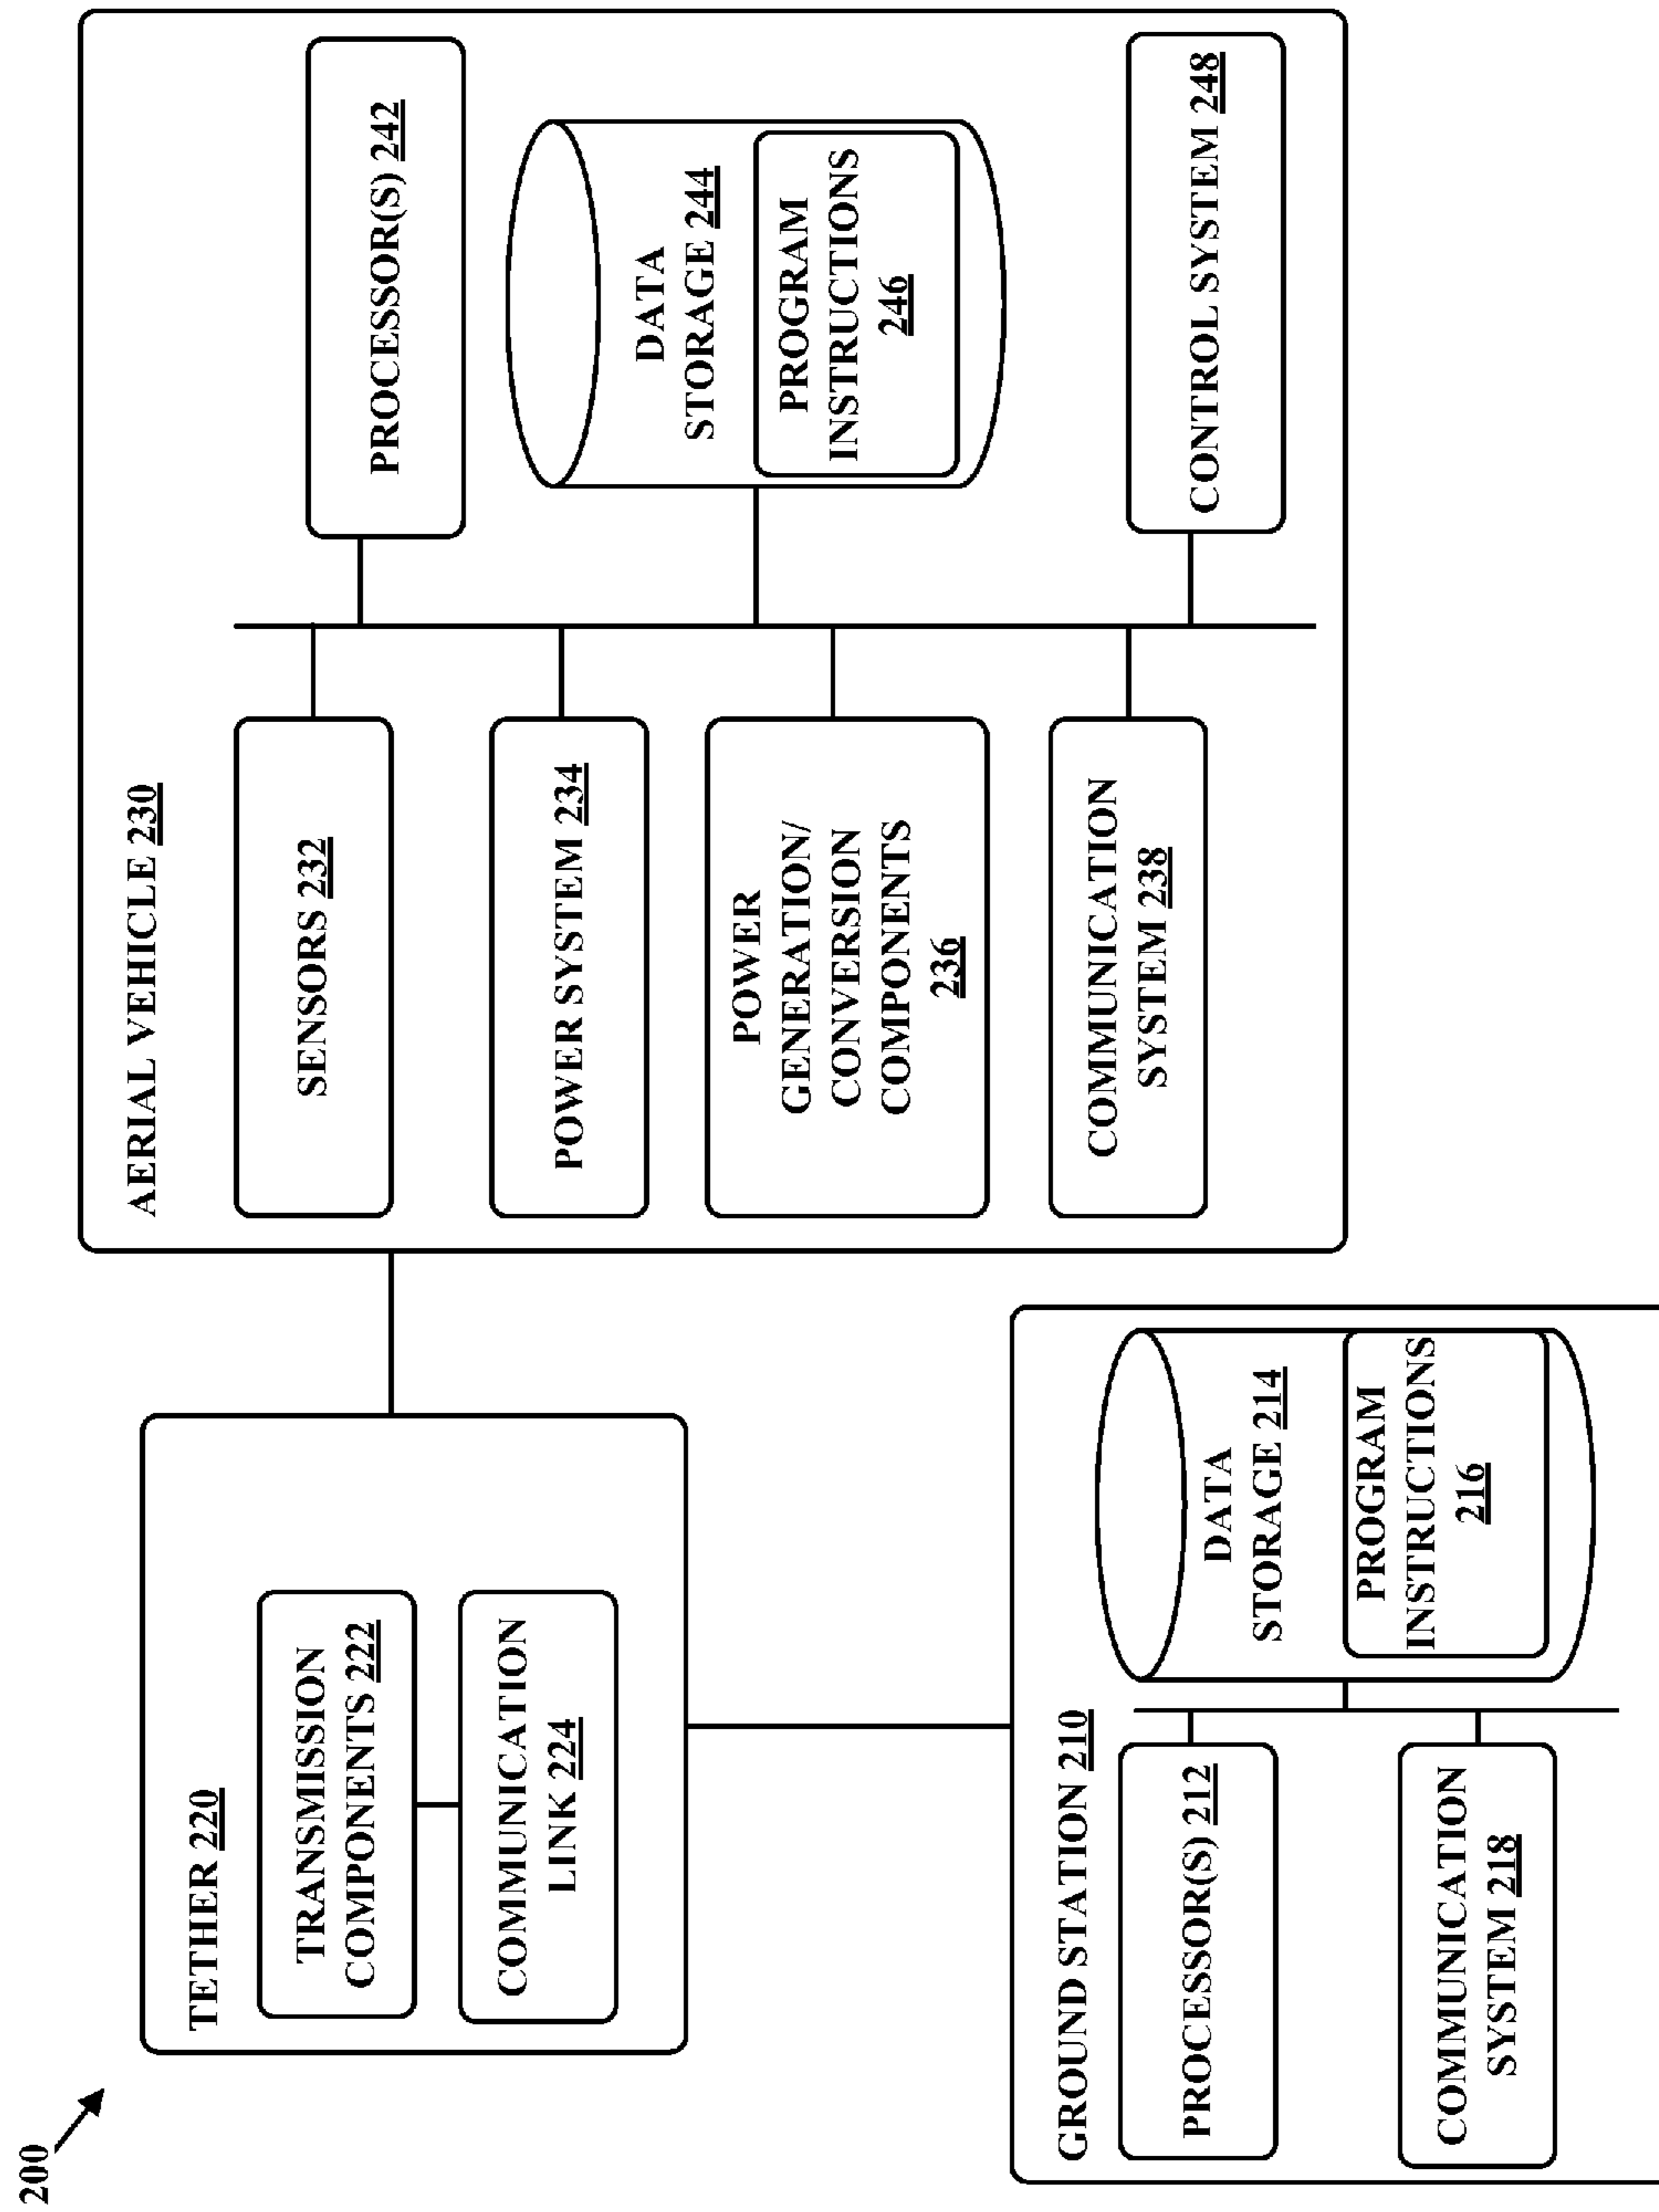 200
TETHER 220
TRANSMISSION
COMPONENTS 222
COMMUNICATION
LINK 224
AERIAL VEHICLE 230
SENSORS 232
POWER SYSTEM 234
POWER
GENERATION/
CONVERSION
COMPONENTS
236
COMMUNICATION
SYSTEM 238
PROCESSOR(S) 242
DATA
STORAGE 244
PROGRAM
INSTRUCTIONS
246
CONTROL SYSTEM 248
GROUND STATION 210
PROCESSOR(S) 212
COMMUNICATION
SYSTEM 218
DATA
STORAGE 214
PROGRAM
INSTRUCTIONS
216